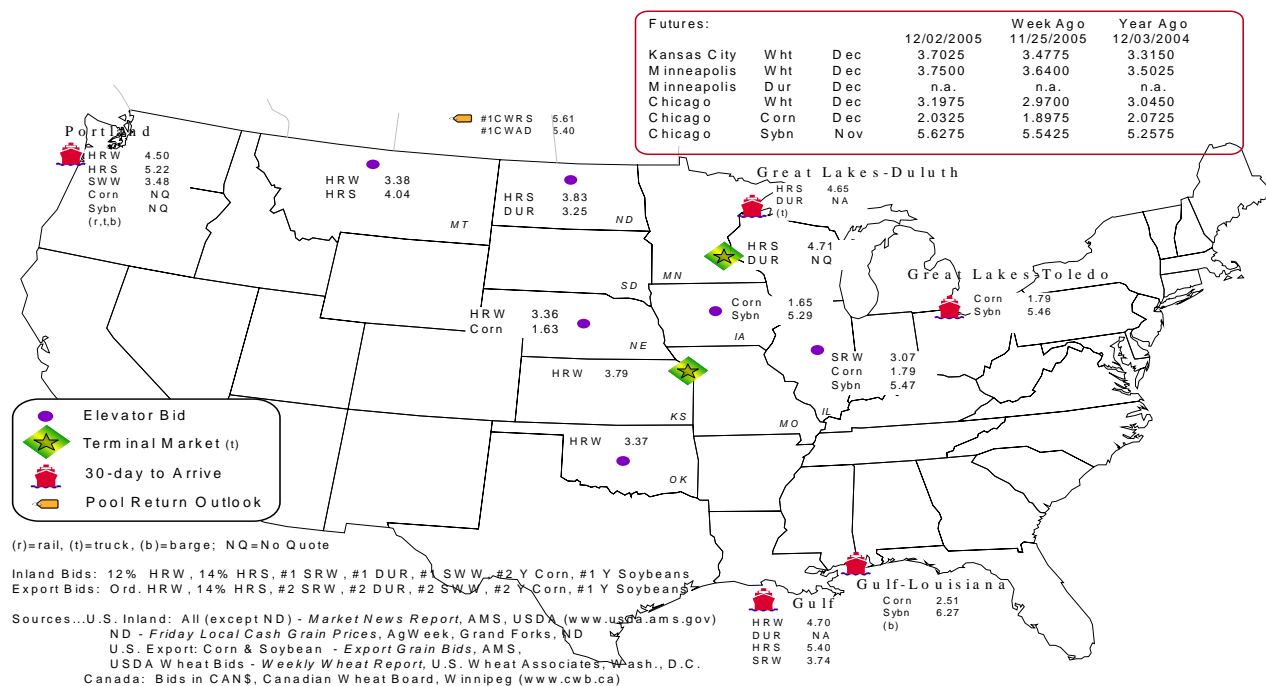 Futures:
Week Ago Year Ago
12/02/2005 11/25/2005 12/03/2004
Kansas City Wht Dec 3.7025 3.4775 3.3150
Minneapolis Wht Dec 3.7500 3.6400 3.5025
Minneapolis Dur Dec n.a. n.a. n.a.
Chicago Wht Dec 3.1975 2.9700 3.0450
Chicago Corn Dec 2.0325 1.8975 2.0725
Chicago Sybn Nov 5.6275 5.5425 5.2575
#1CWRS 5.61
#1CWAD 5.40
Portland
HRW 4.50
HRS 5.22
SWW 3.48
Corn NQ
Sybn NQ
(r,t,b)
HRW 3.38
HRS 4.04
MT
HRS 3.83
DUR 3.25
ND
Great Lakes-Duluth
HRS 4.65
DUR NA
(t)
HRS 4.71
DUR NQ
MN
SD
Great Lakes-Toledo
Corn 1.79
Sybn 5.46
HRW 3.36
Corn 1.63
NE
Corn 1.65
Sybn 5.29
IA
SRW 3.07
Corn 1.79
Sybn 5.47
IL
HRW 3.79
KS
MO
HRW 3.37
OK
Elevator Bid
Terminal Market (t)
30-day to Arrive
Pool Return Outlook
Gulf-Louisiana
Corn 2.51
Sybn 6.27
(b)
Gulf
HRW 4.70
DUR NA
HRS 5.40
SRW 3.74
(r)=rail, (t)=truck, (b)=barge; NQ=No Quote
Inland Bids: 12% HRW, 14% HRS, #1 SRW, #1 DUR, #1 SWW, #2 Y Corn, #1 Y Soybeans
Export Bids: Ord. HRW, 14% HRS, #2 SRW, #2 DUR, #2 SWW, #2 Y Corn, #1 Y Soybeans
Sources...U.S. Inland: All (except ND) - Market News Report, AMS, USDA (www.usda.ams.gov)
ND - Friday Local Cash Grain Prices, AgWeek, Grand Forks, ND
U.S. Export: Corn & Soybean - Export Grain Bids, AMS,
USDA Wheat Bids - Weekly Wheat Report, U.S. Wheat Associates, Wash., D.C.
Canada: Bids in CAN$, Canadian Wheat Board, Winnipeg (www.cwb.ca)